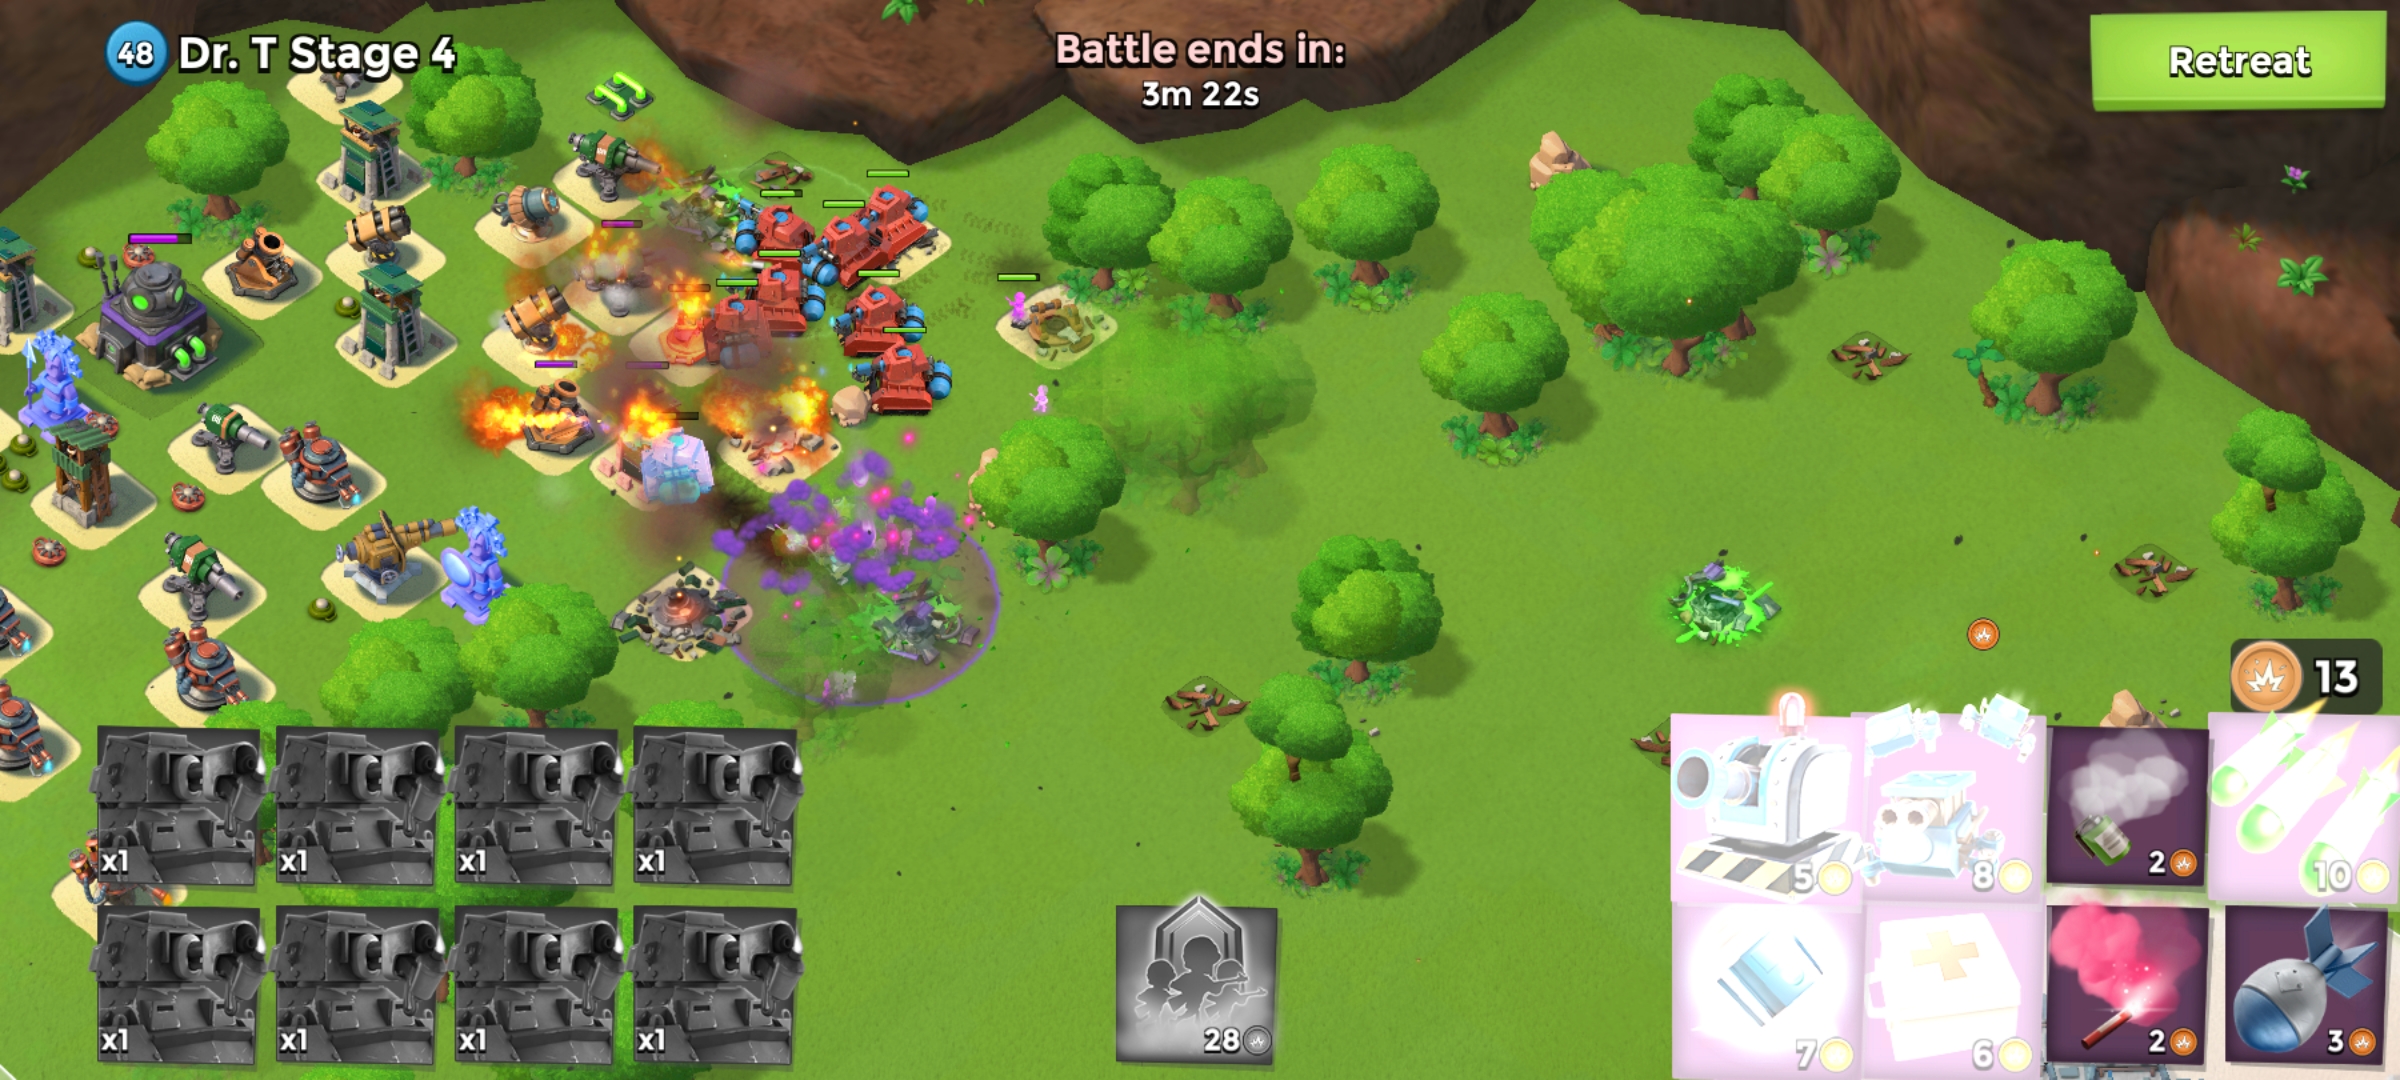 48 Dr. T Stage 4
Battle ends in:
3m 22s
Retreat
13
x1 x1 x1 x1
5 8 2 10
x1 x1 x1 x1
28
7 6 2 3